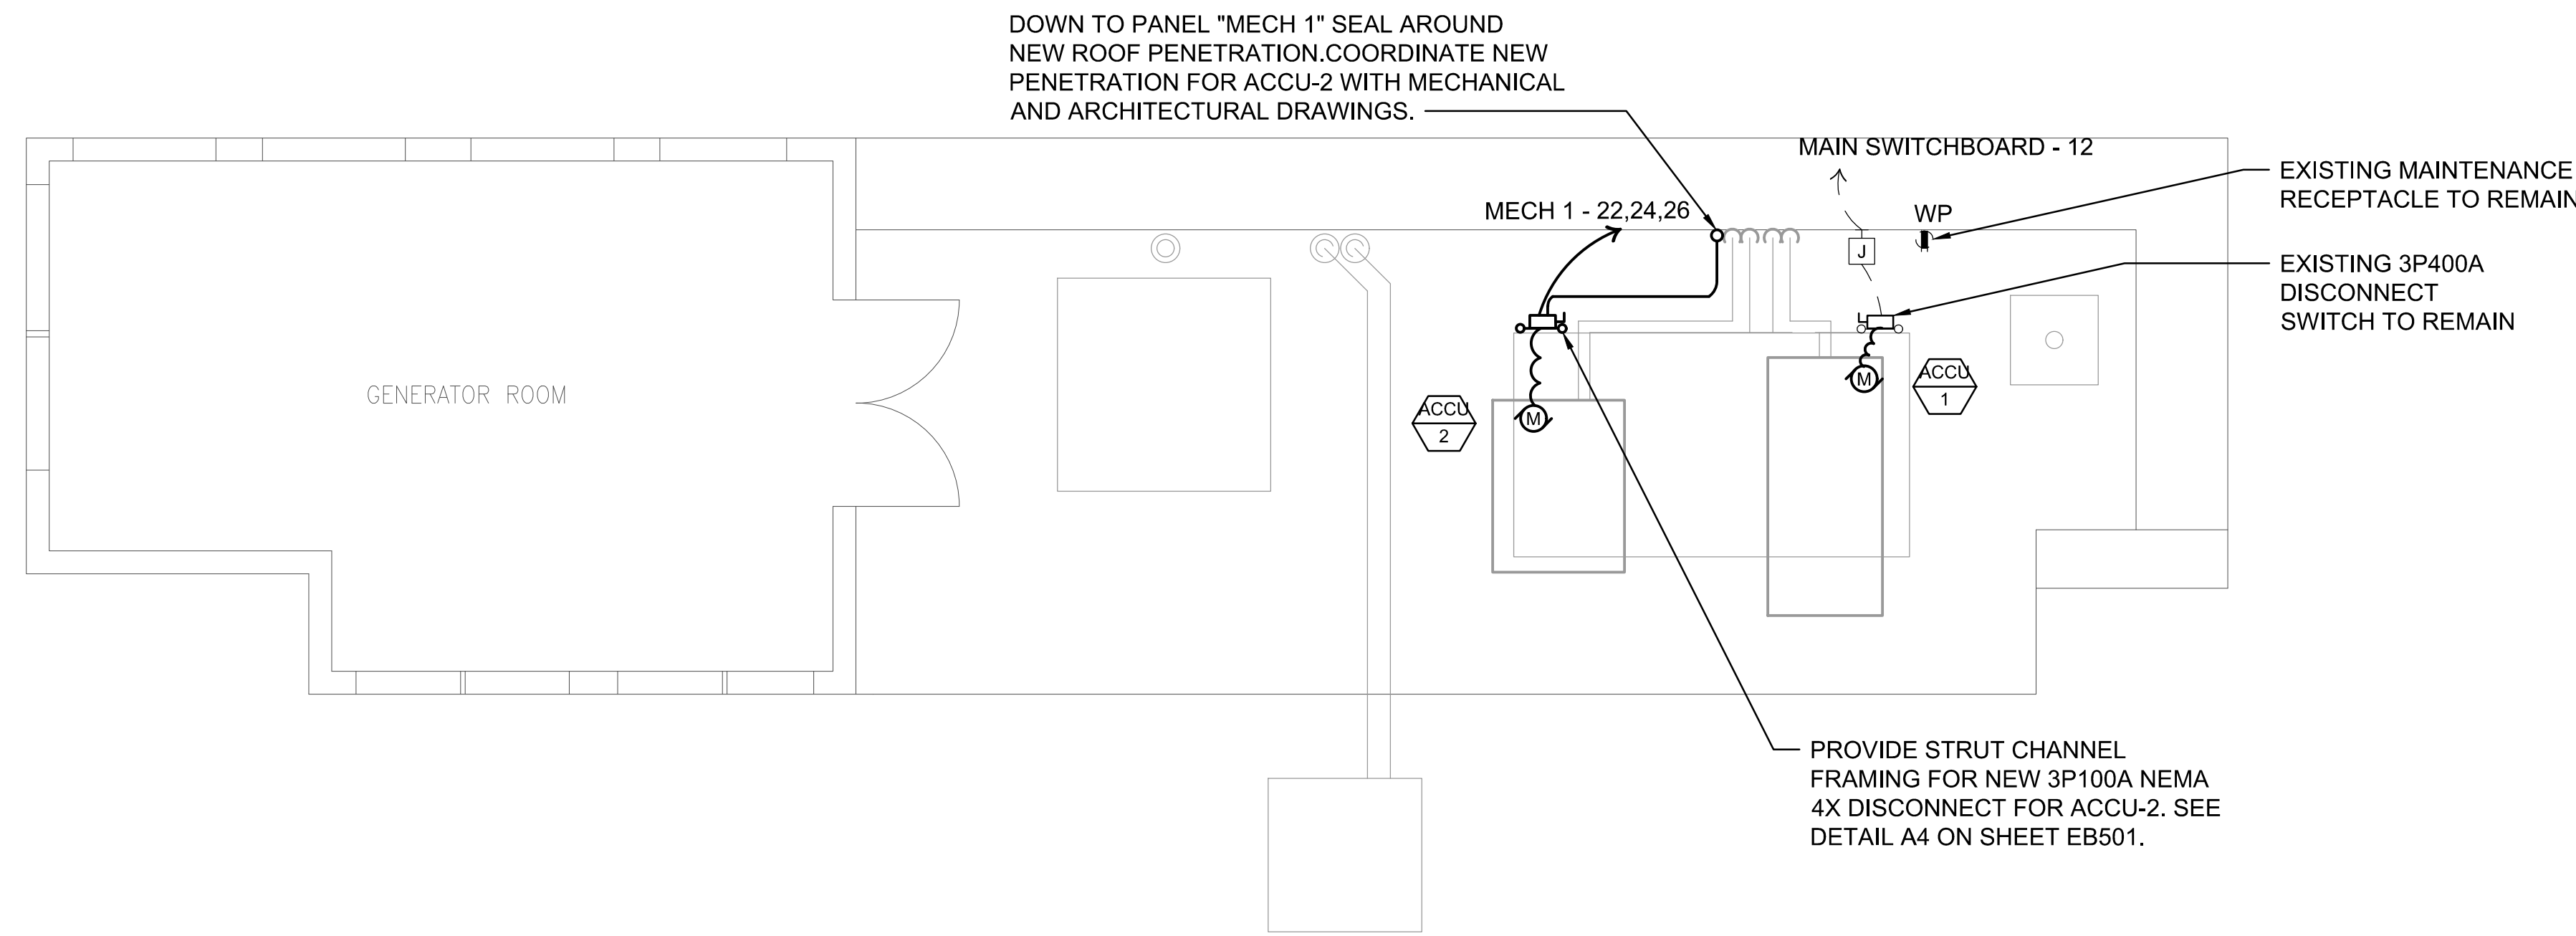 DOWN TO PANEL "MECH 1" SEAL AROUND
NEW ROOF PENETRATION.COORDINATE NEW
PENETRATION FOR ACCU-2 WITH MECHANICAL
AND ARCHITECTURAL DRAWINGS.
MAIN SWITCHBOARD - 12
EXISTING MAINTENANCE
RECEPTACLE TO REMAIN
MECH 1 - 22,24,26
WP
J
EXISTING 3P400A
DISCONNECT
SWITCH TO REMAIN
GENERATOR ROOM
M
ACCU
1
ACCU
2
M
PROVIDE STRUT CHANNEL
FRAMING FOR NEW 3P100A NEMA
4X DISCONNECT FOR ACCU-2. SEE
DETAIL A4 ON SHEET EB501.